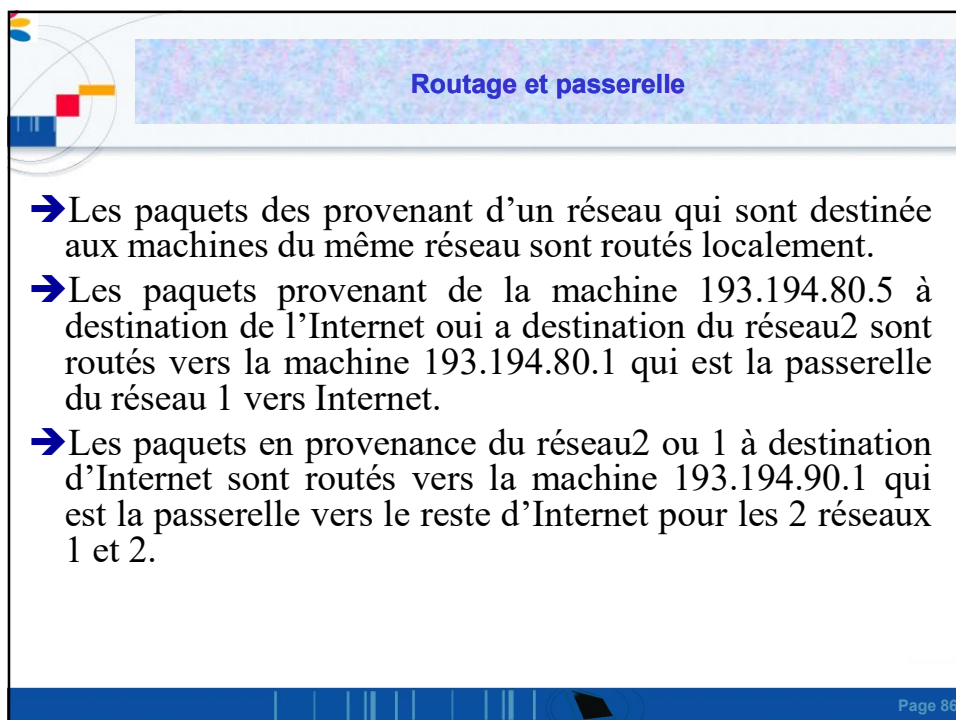 Routage et passerelle
➔Les paquets des provenant d’un réseau qui sont destinée
aux machines du même réseau sont routés localement.
➔Les paquets provenant de la machine 193.194.80.5 à
destination de l’Internet oui a destination du réseau2 sont
routés vers la machine 193.194.80.1 qui est la passerelle
du réseau 1 vers Internet.
➔Les paquets en provenance du réseau2 ou 1 à destination
d’Internet sont routés vers la machine 193.194.90.1 qui
est la passerelle vers le reste d’Internet pour les 2 réseaux
1 et 2.
Page 86